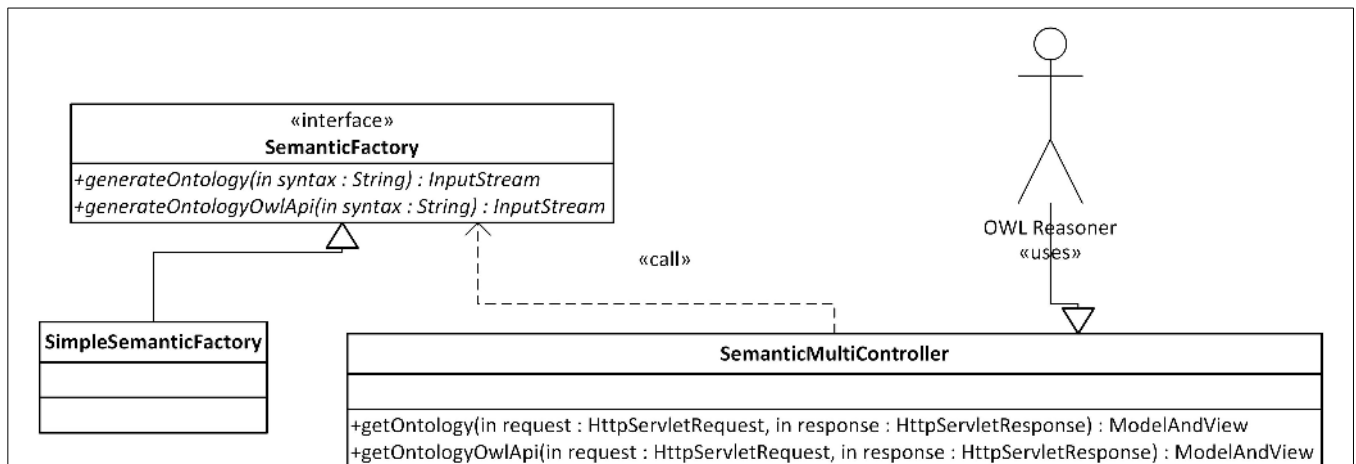 «interface»
SemanticFactory
+generateOntology(in syntax : String) : InputStream
+generateOntologyOwlApi(in syntax : String) : InputStream
OWL Reasoner
«uses»
«call»
SimpleSemanticFactory
SemanticMultiController
+getOntology(in request : HttpServletRequest, in response : HttpServletResponse) : ModelAndView
+getOntologyOwlApi(in request : HttpServletRequest, in response : HttpServletResponse) : ModelAndView